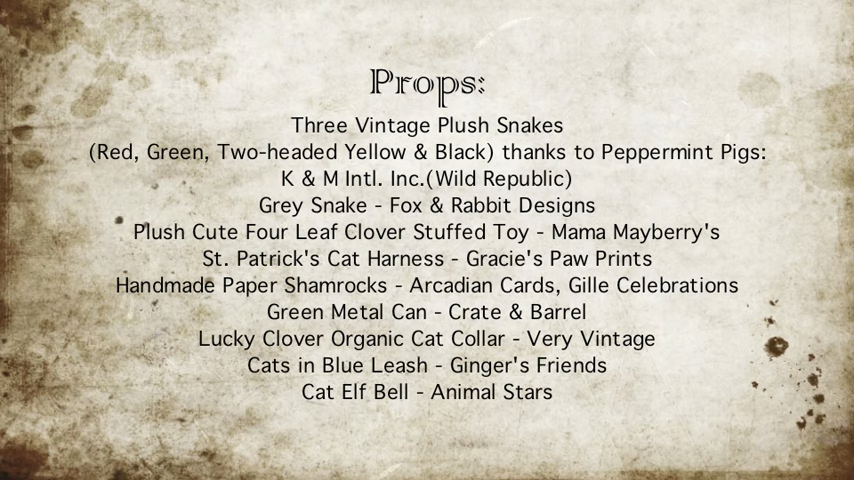 Props:
Three Vintage Plush Snakes
(Red, Green, Two-headed Yellow & Black) thanks to Peppermint Pigs:
K & M Intl. Inc.(Wild Republic)
Grey Snake - Fox & Rabbit Designs
Plush Cute Four Leaf Clover Stuffed Toy - Mama Mayberry's
St. Patrick's Cat Harness - Gracie's Paw Prints
Handmade Paper Shamrocks - Arcadian Cards, Gille Celebrations
Green Metal Can - Crate & Barrel
Lucky Clover Organic Cat Collar - Very Vintage
Cats in Blue Leash - Ginger's Friends
Cat Elf Bell - Animal Stars